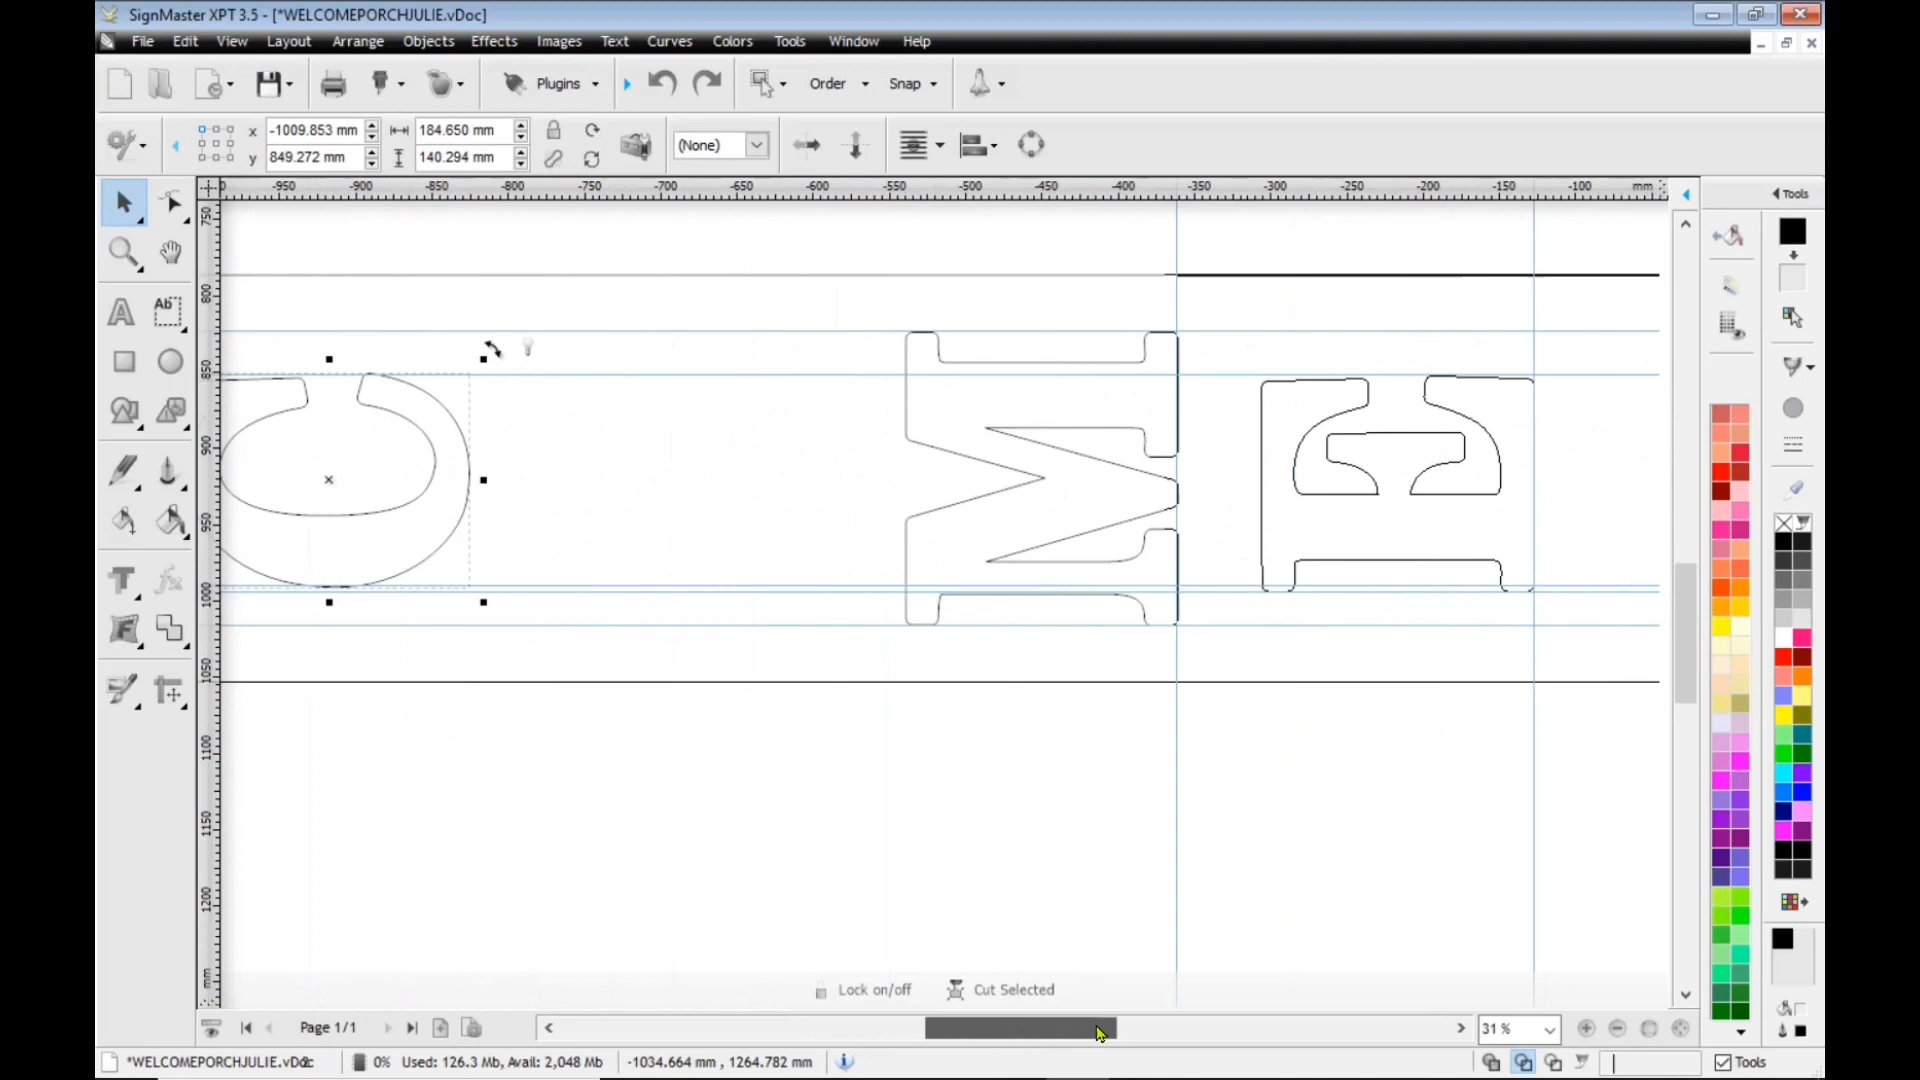 SignMaster XPT 3.5 - [*WELCOMEPORCHJULIE.vDoc]
File Edit View Layout Arrange Objects Effects Images Text Curves Colors Tools Window Help
Plugins Order Snap
x -1009.853 mm 184.650 mm (None)
y 849.272 mm 140.294 mm
-950 -900 -850 -800 -750 -700 -650 -600 -550 -500 -450 -400 -350 -300 -250 -200 -150 -100 mm
Tools
750
800
850
900
950
1000
1050
1100
1150
1200
mm
O M E
Lock on/off Cut Selected
Page 1/1 31 %
*WELCOMEPORCHJULIE.vDoc 0% Used: 126.3 Mb, Avail: 2,048 Mb -1034.664 mm , 1264.782 mm Tools